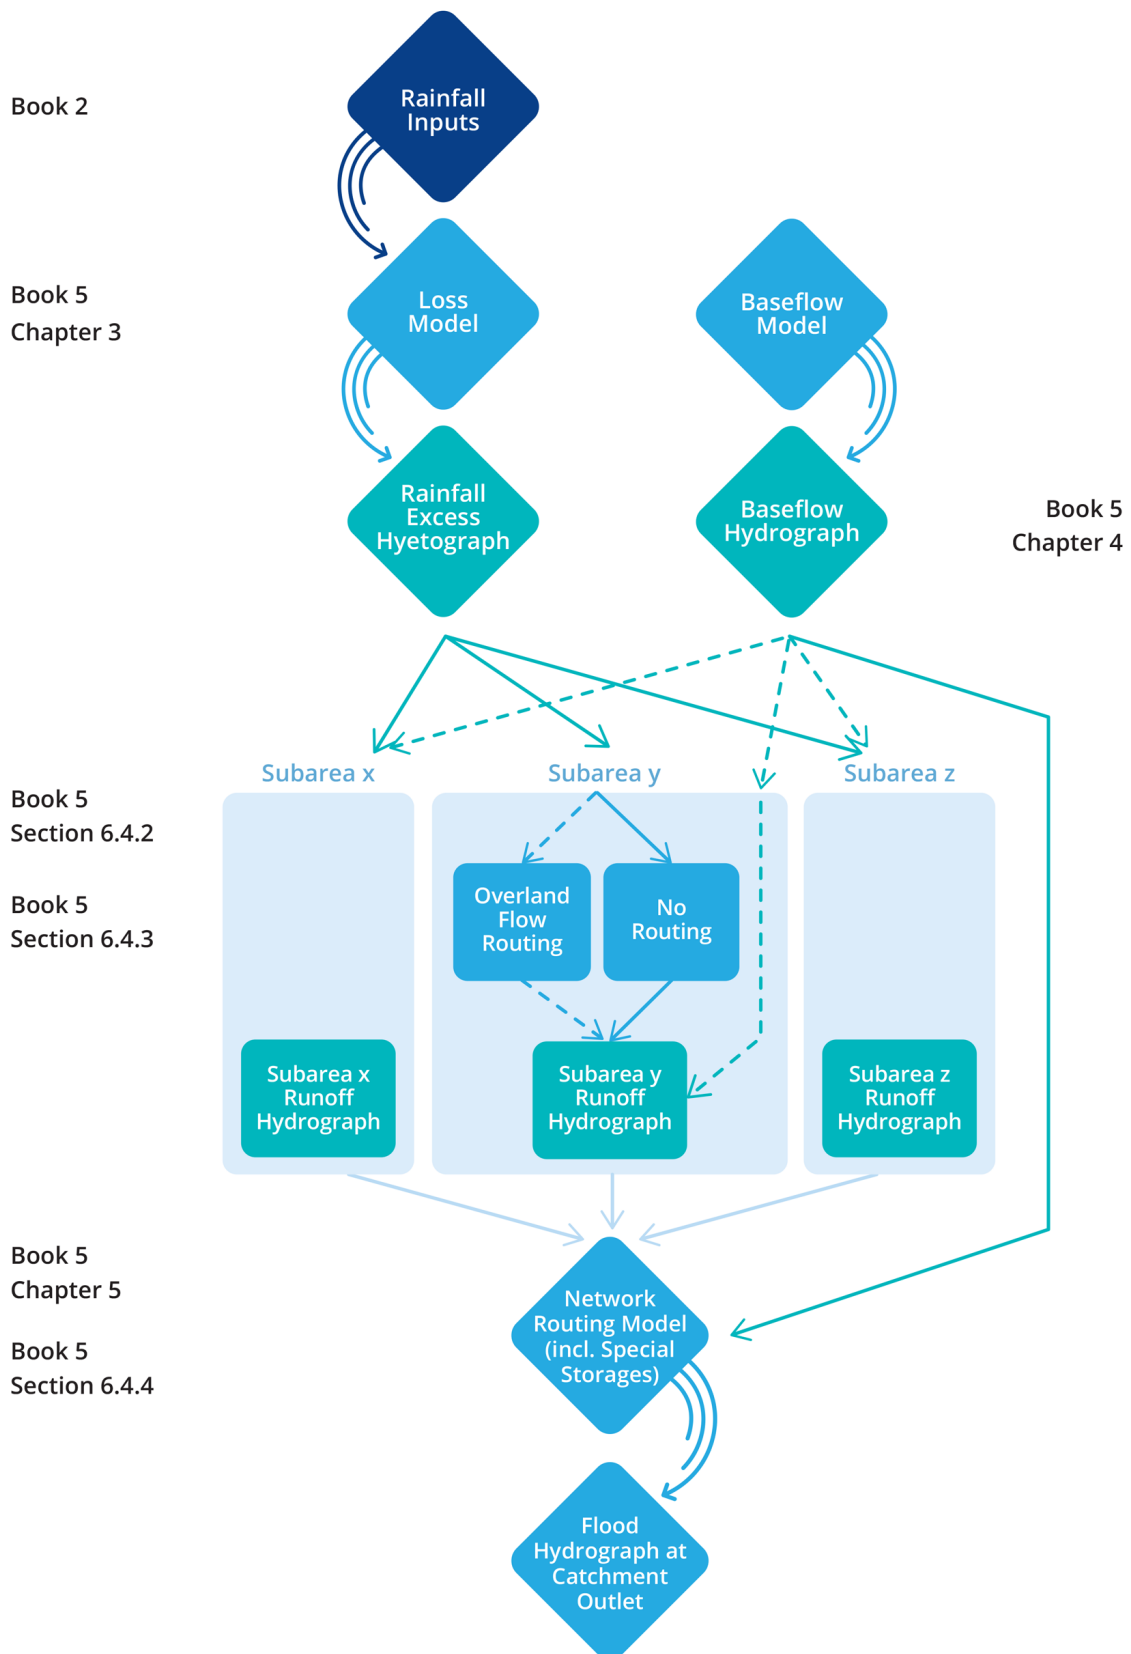 Book 2
Rainfall
Inputs
Book 5
Chapter 3
Loss
Model
Baseflow
Model
Rainfall
Excess
Hyetograph
Baseflow
Hydrograph
Book 5
Chapter 4
Subarea x
Subarea y
Subarea z
Book 5
Section 6.4.2
Book 5
Section 6.4.3
Overland
Flow
Routing
No
Routing
Subarea x
Runoff
Hydrograph
Subarea y
Runoff
Hydrograph
Subarea z
Runoff
Hydrograph
Book 5
Chapter 5
Book 5
Section 6.4.4
Network
Routing Model
(incl. Special
Storages)
Flood
Hydrograph at
Catchment
Outlet